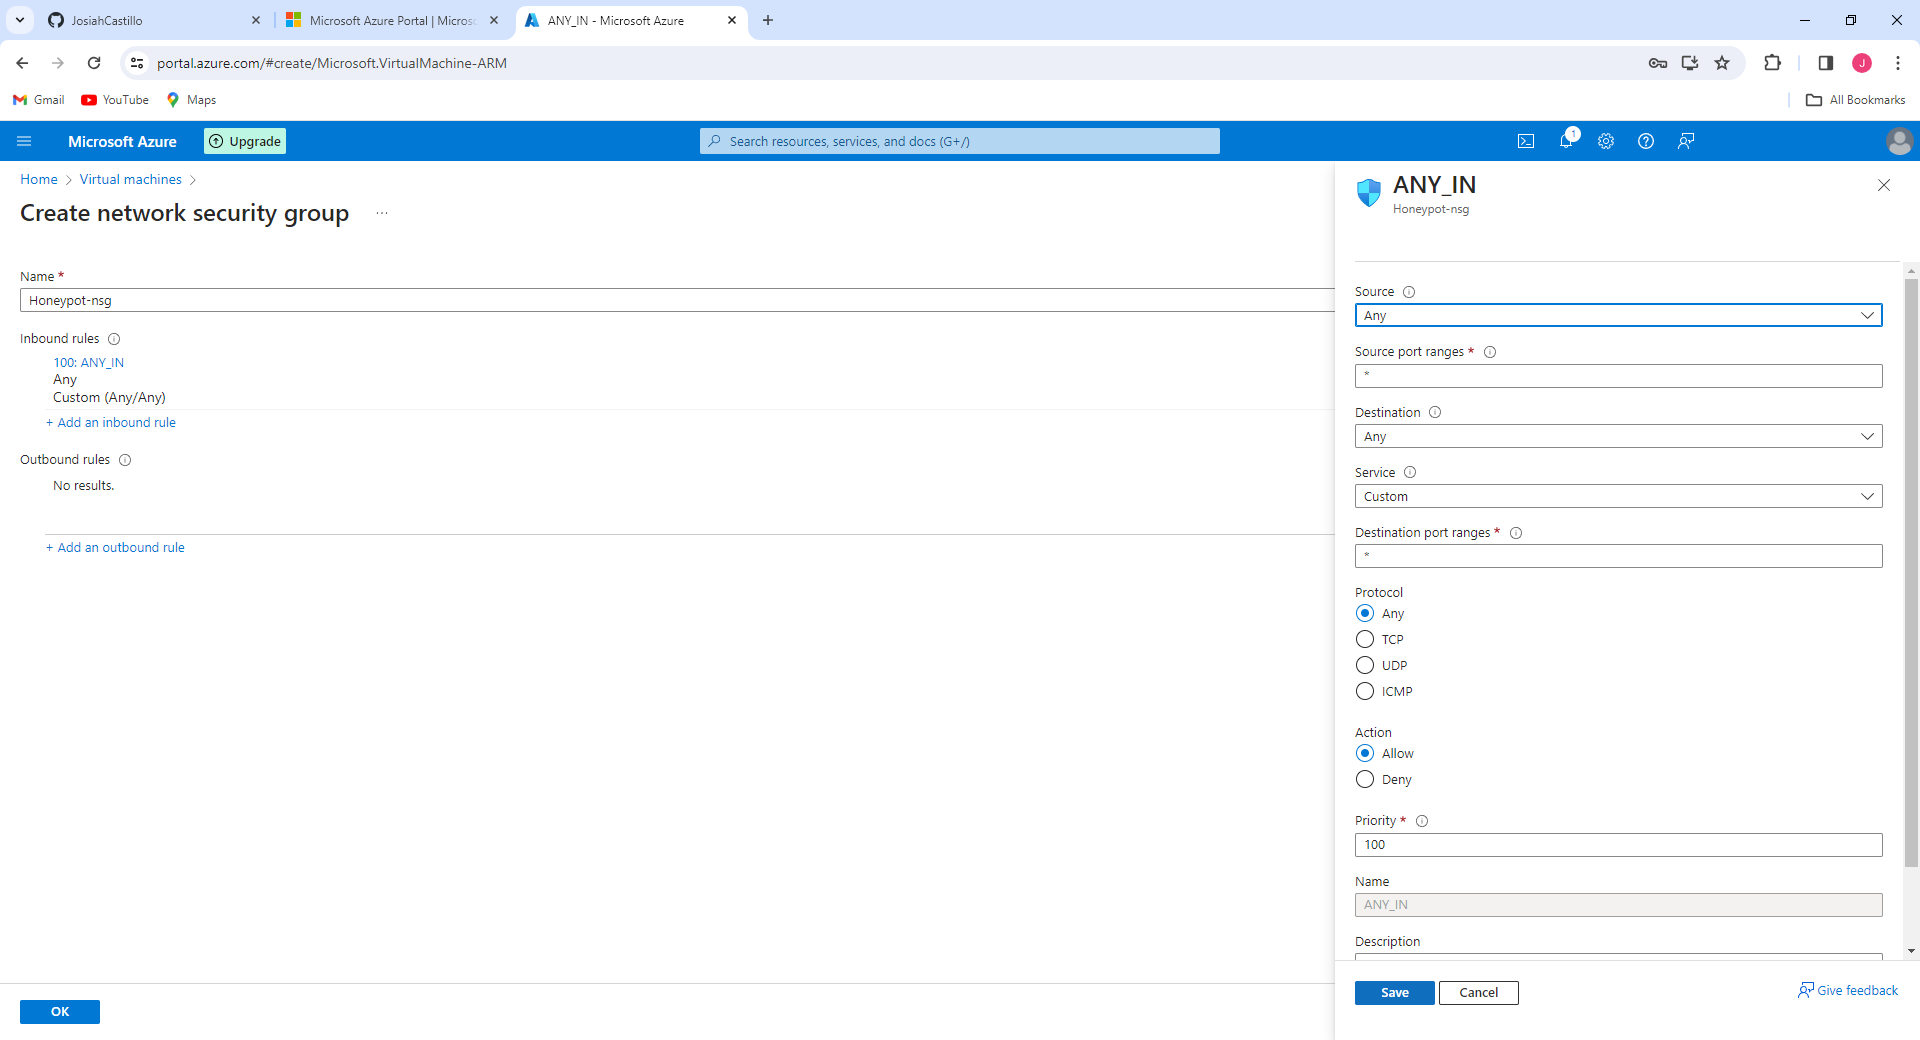 JosiahCastillo
Microsoft Azure Portal | Micros
ANY_IN - Microsoft Azure
portal.azure.com/#create/Microsoft.VirtualMachine-ARM
J
Gmail
YouTube
Maps
All Bookmarks
Microsoft Azure
Upgrade
Search resources, services, and docs (G+/)
1
Home > Virtual machines >
Create network security group ...
Name *
Honeypot-nsg
Inbound rules
100: ANY_IN
Any
Custom (Any/Any)
+ Add an inbound rule
Outbound rules
No results.
+ Add an outbound rule
OK
ANY_IN
Honeypot-nsg
Source
Any
Source port ranges *
*
Destination
Any
Service
Custom
Destination port ranges *
*
Protocol
Any
TCP
UDP
ICMP
Action
Allow
Deny
Priority *
100
Name
ANY_IN
Description
Save
Cancel
Give feedback